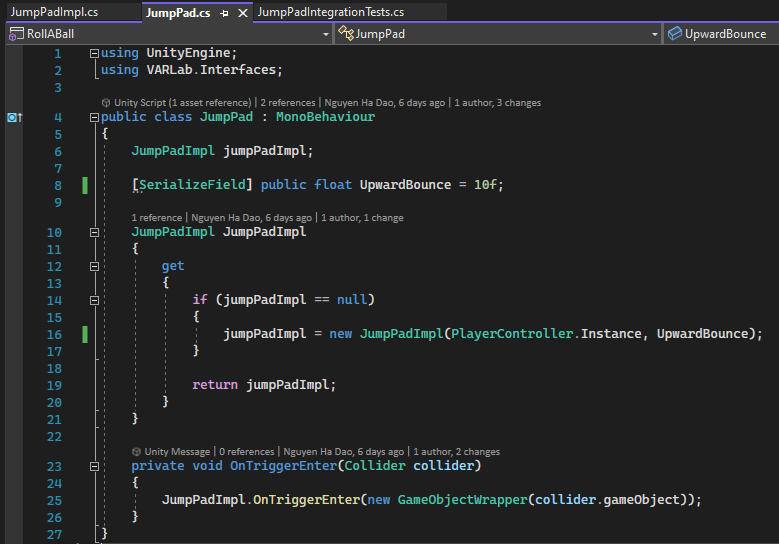 JumpPadImpl.cs JumpPad.cs JumpPadIntegrationTests.cs
RollABall JumpPad UpwardBounce
1 using UnityEngine;
2 using VARLab.Interfaces;
3
Unity Script (1 asset reference) | 2 references | Nguyen Ha Dao, 6 days ago | 1 author, 3 changes
4 public class JumpPad : MonoBehaviour
5 {
6 JumpPadImpl jumpPadImpl;
7
8 [SerializeField] public float UpwardBounce = 10f;
9
1 reference | Nguyen Ha Dao, 6 days ago | 1 author, 1 change
10 JumpPadImpl JumpPadImpl
11 {
12 get
13 {
14 if (jumpPadImpl == null)
15 {
16 jumpPadImpl = new JumpPadImpl(PlayerController.Instance, UpwardBounce);
17 }
18
19 return jumpPadImpl;
20 }
21 }
22
Unity Message | 0 references | Nguyen Ha Dao, 6 days ago | 1 author, 2 changes
23 private void OnTriggerEnter(Collider collider)
24 {
25 JumpPadImpl.OnTriggerEnter(new GameObjectWrapper(collider.gameObject));
26 }
27 }